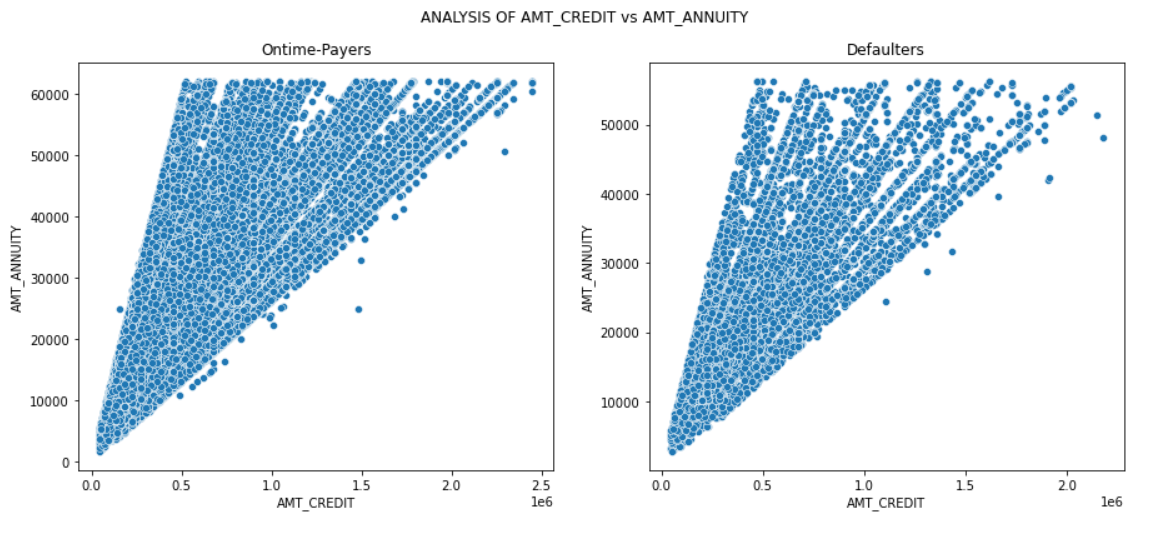 ANALYSIS OF AMT_CREDIT vs AMT_ANNUITY
Ontime-Payers
60000
50000
40000
30000
20000
10000
0
AMT_ANNUITY
0.0 0.5 1.0 1.5 2.0 2.5
1e6
AMT_CREDIT
Defaulters
50000
40000
30000
20000
10000
AMT_ANNUITY
0.0 0.5 1.0 1.5 2.0
1e6
AMT_CREDIT